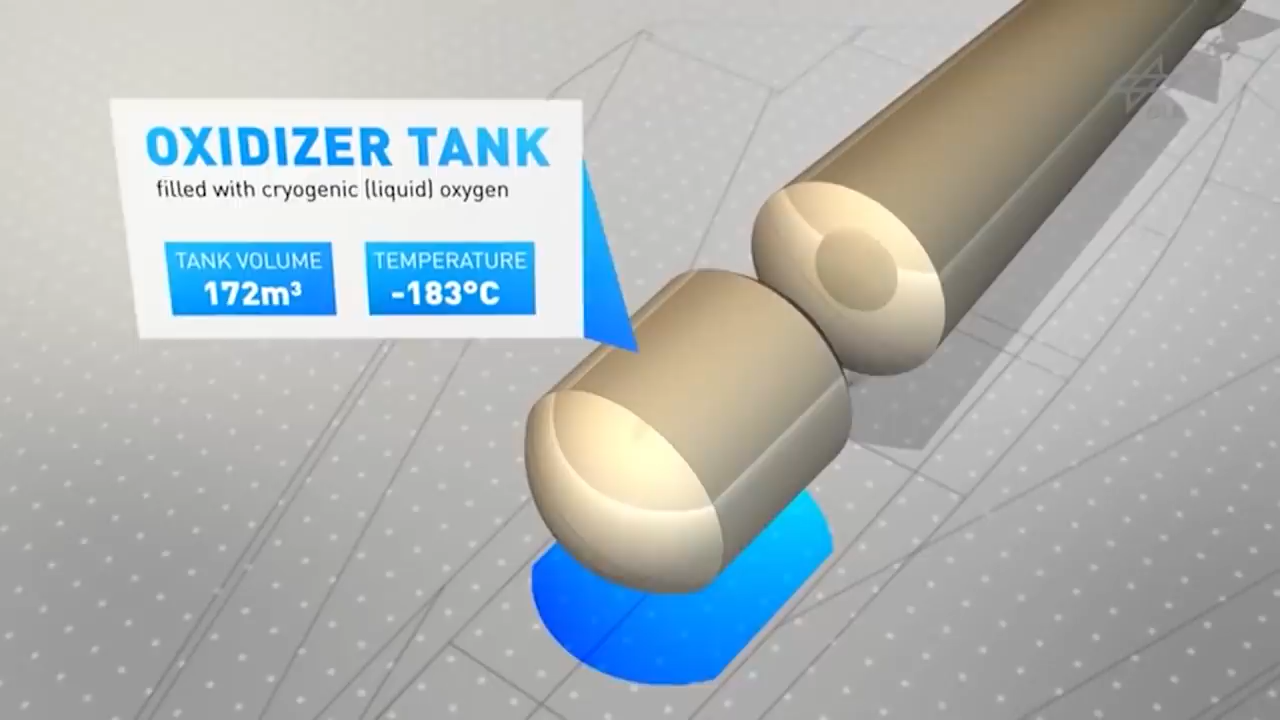 OXIDIZER TANK
filled with cryogenic (liquid) oxygen
TANK VOLUME
172m³
TEMPERATURE
-183°C